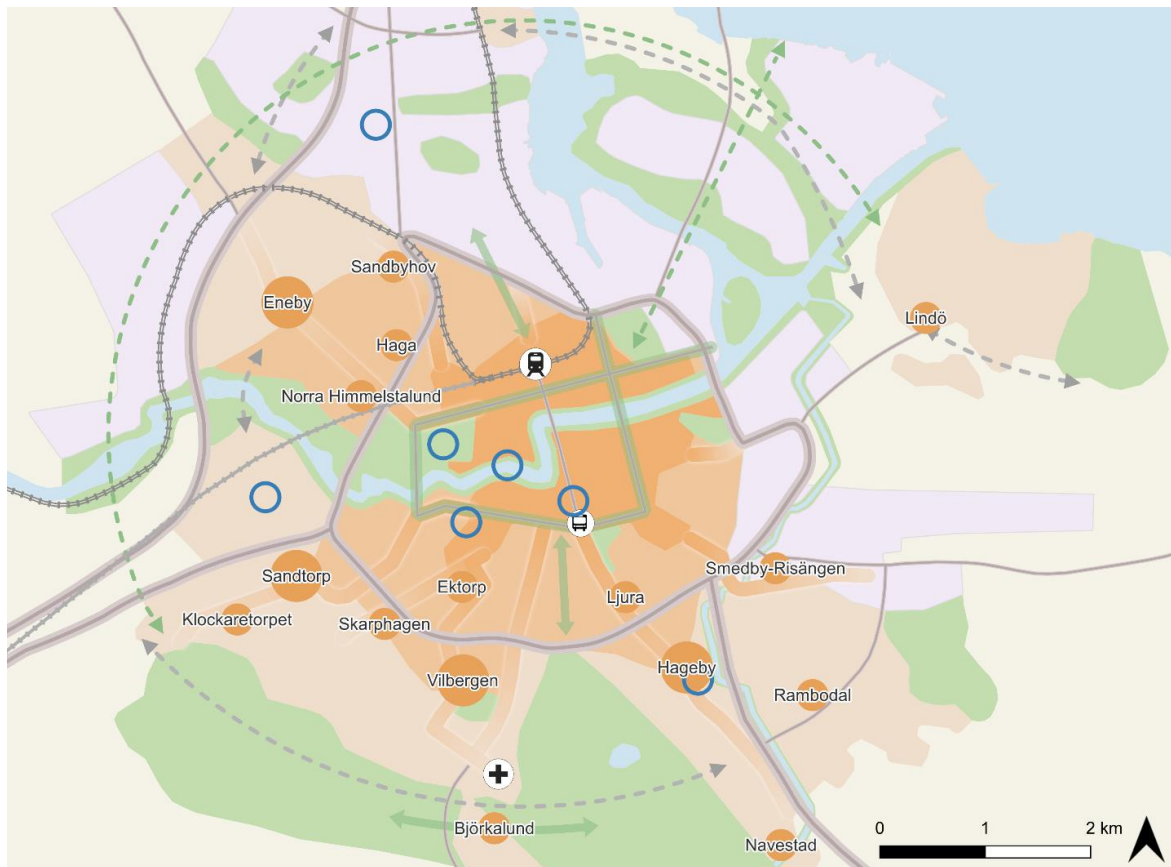 Sandbyhov
Eneby
Lindö
Haga
Norra Himmelstalund
Smedby-Risängen
Sandtorp
Ektorp
Ljura
Klockaretorpet
Skarphagen
Hageby
Vilbergen
Rambodal
Björkalund
Navestad
0 1 2 km